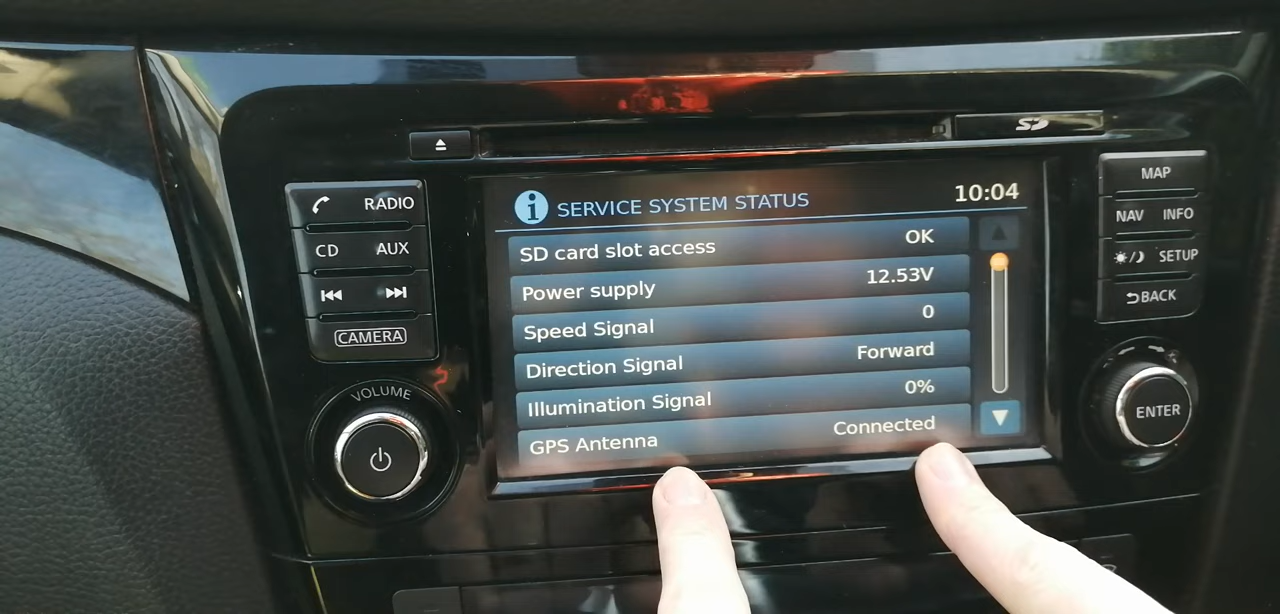 SD
RADIO
CD AUX
CAMERA
VOLUME
i SERVICE SYSTEM STATUS 10:04
SD card slot access OK
Power supply 12.53V
Speed Signal 0
Direction Signal Forward
Illumination Signal 0%
GPS Antenna Connected
MAP
NAV INFO
SETUP
BACK
ENTER